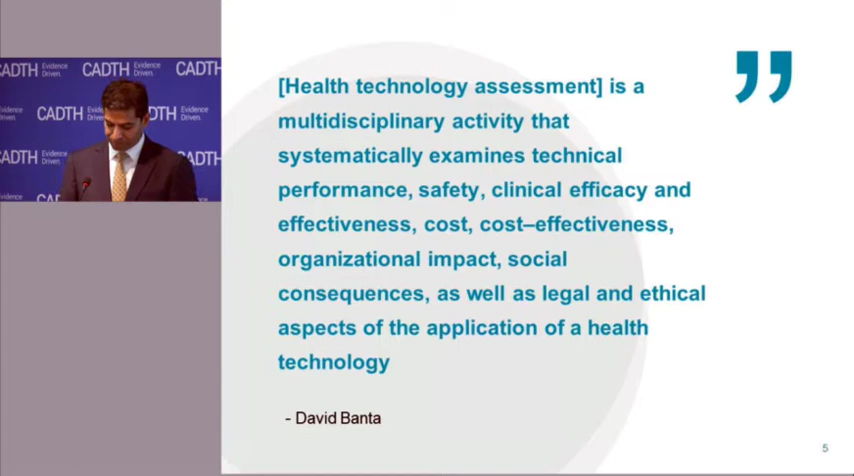 CADTH Evidence Driven.
CADTH Evidence Driven.
CADTH
Evidence Driven.
CADTH
Evidence Driven.
CADTH
Evidence
CADTH
CADTH
[Health technology assessment] is a
multidisciplinary activity that
systematically examines technical
performance, safety, clinical efficacy and
effectiveness, cost, cost–effectiveness,
organizational impact, social
consequences, as well as legal and ethical
aspects of the application of a health
technology
- David Banta
5
”